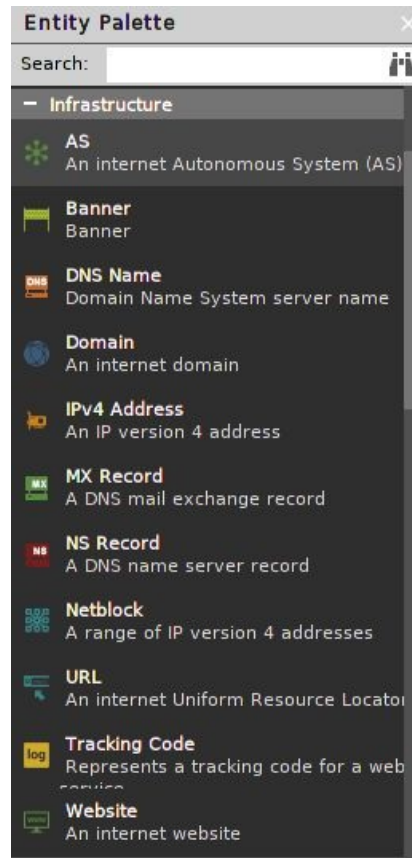 Entity Palette
Search:
Infrastructure
AS
An internet Autonomous System (AS)
Banner
Banner
DNS
DNS Name
Domain Name System server name
Domain
An internet domain
IPv4 Address
An IP version 4 address
MX
MX Record
A DNS mail exchange record
NS
NS Record
A DNS name server record
Netblock
A range of IP version 4 addresses
URL
An internet Uniform Resource Locator
log
Tracking Code
Represents a tracking code for a web
service
www
Website
An internet website